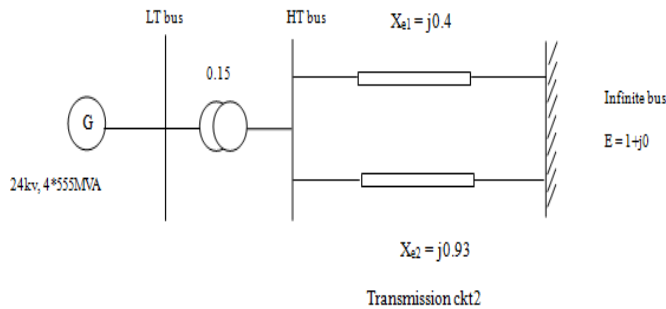 LT bus
HT bus
Xe1 = j0.4
0.15
G
Infinite bus
E = 1+j0
24kv, 4*555MVA
Xe2 = j0.93
Transmission ckt2